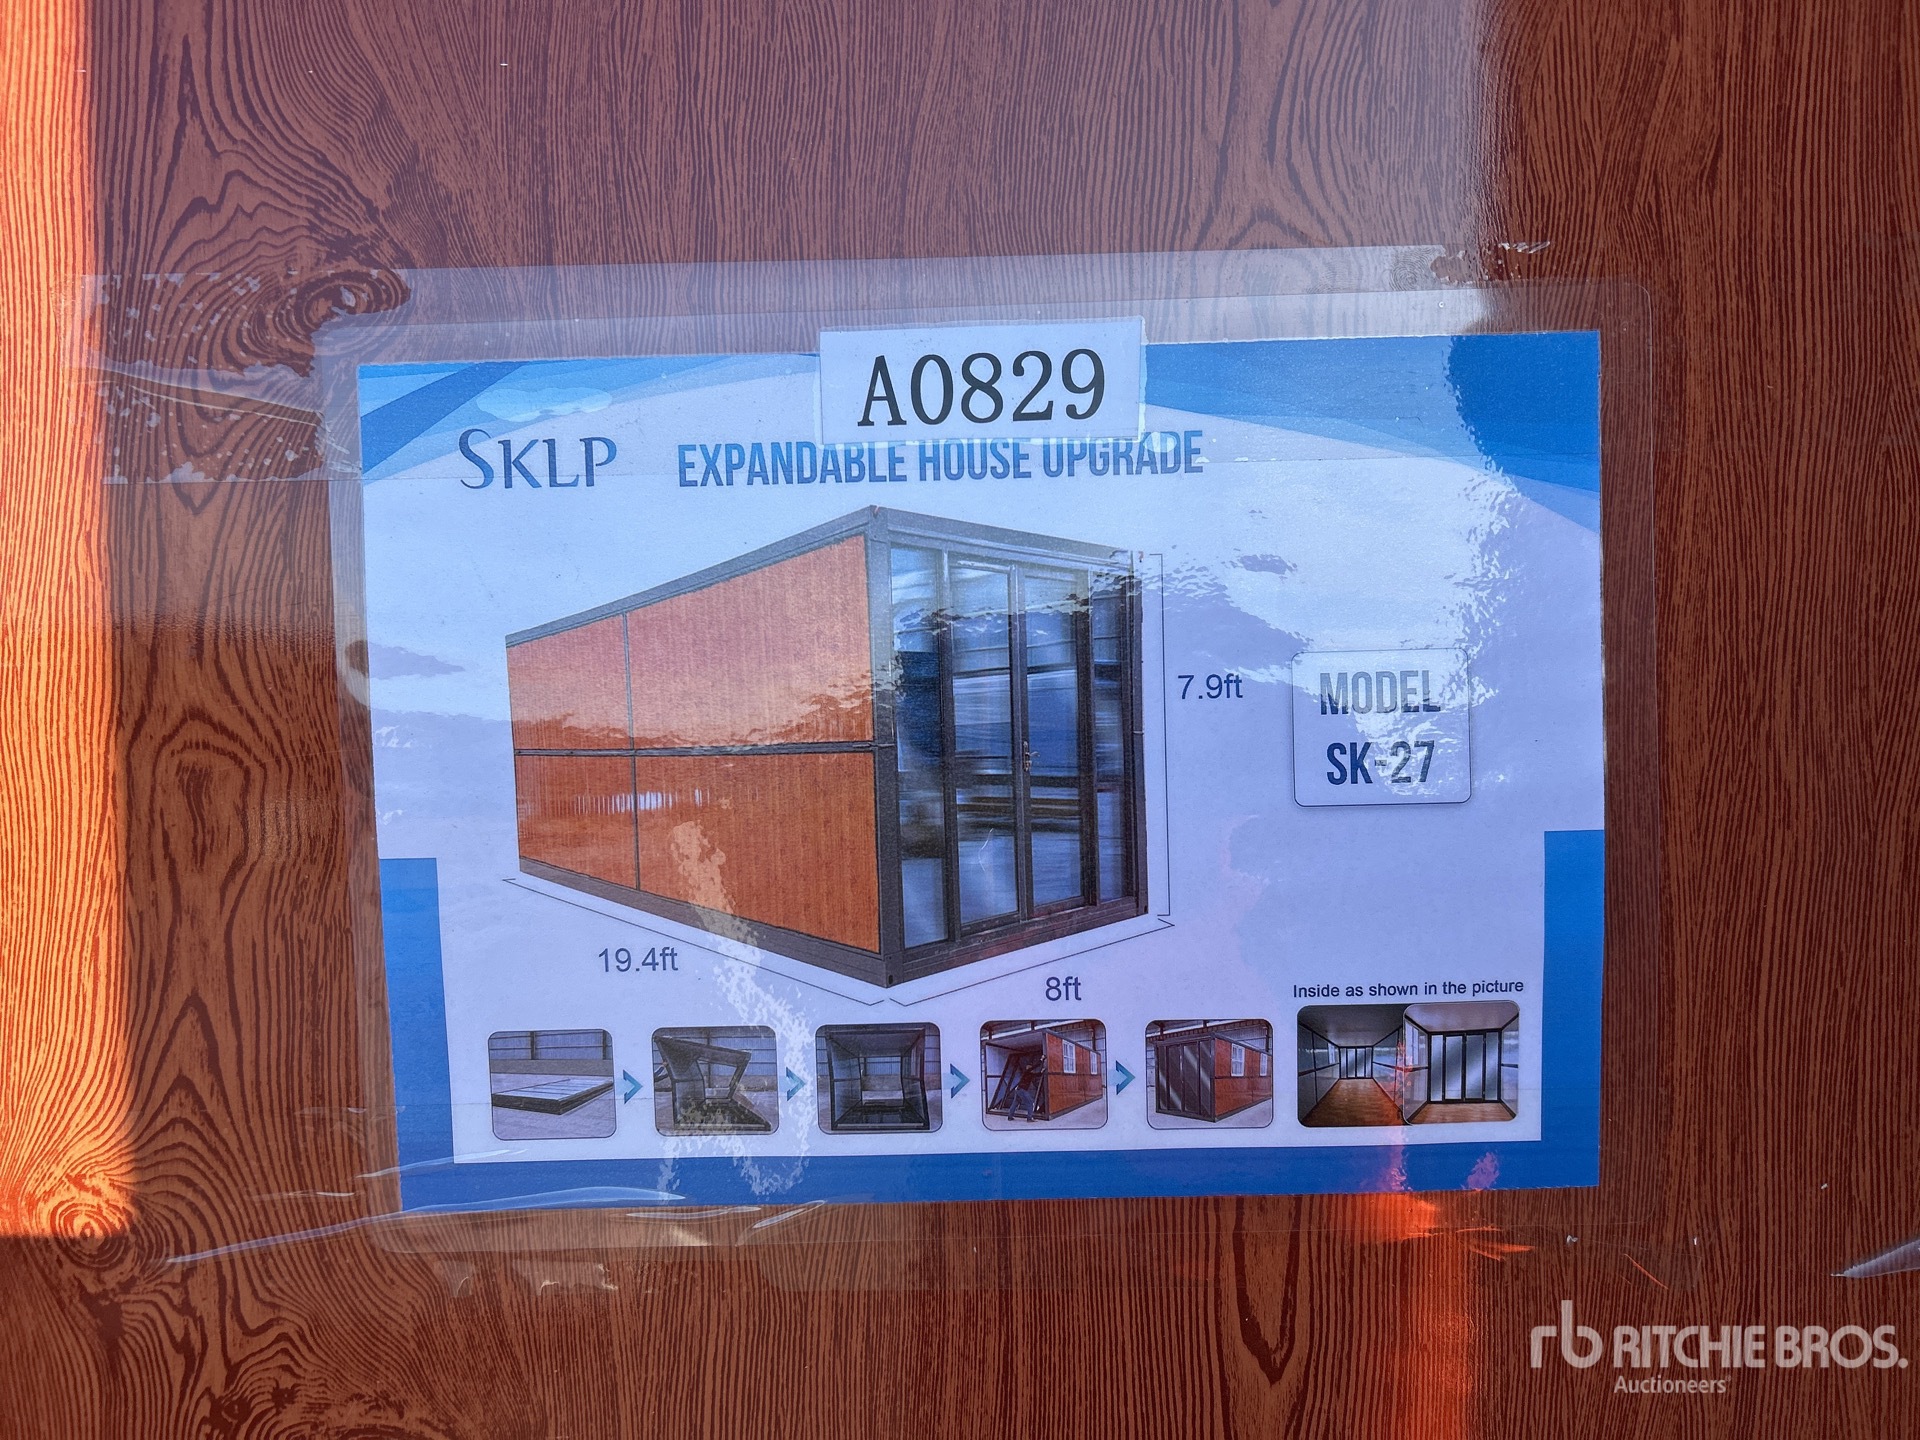 A0829
SKLP
EXPANDABLE HOUSE UPGRADE
7.9ft
MODEL
SK-27
19.4ft
8ft
Inside as shown in the picture
rb RITCHIE BROS.
Auctioneers